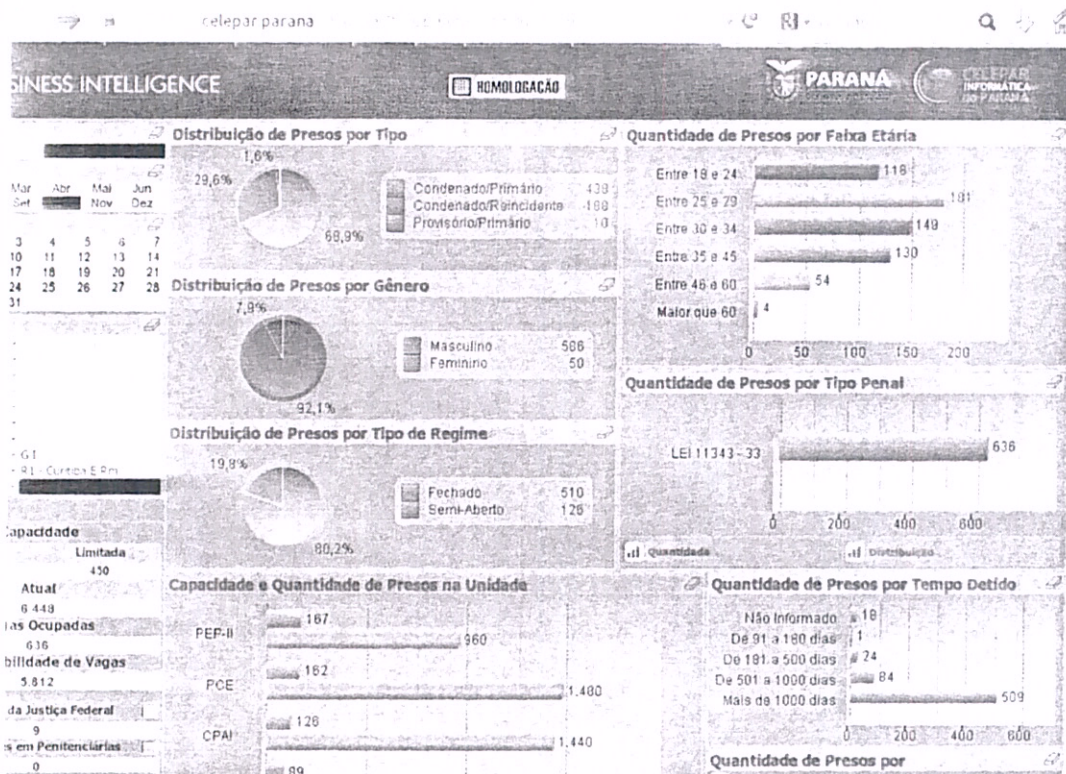 celepar parana
SINESS INTELLIGENCE
HOMOLOGAÇÃO
PARANÁ
CELEPAR
INFORMÁTICA
DO PARANÁ
Mar Abr Mai Jun
Set Nov Dez
3 4 5 6 7
10 11 12 13 14
17 18 19 20 21
24 25 26 27 28
31
- G1
- R1 - Curitiba E Rm
Capacidade
Limitada
450
Atual
6 448
as Ocupadas
636
bilidade de Vagas
5.812
da Justiça Federal
9
s em Penitenciárias
0
Distribuição de Presos por Tipo
1,6%
29,6%
68,9%
Condenado/Primário 438
Condenado/Reincidente 188
Provisório/Primário 10
Distribuição de Presos por Gênero
7,9%
92,1%
Masculino 586
Feminino 50
Distribuição de Presos por Tipo de Regime
19,8%
80,2%
Fechado 510
Semi-Aberto 126
Capacidade e Quantidade de Presos na Unidade
PEP-II 167
960
PCE 162
1.480
CPAI 126
1.440
89
Quantidade de Presos por Faixa Etária
Entre 18 e 24 118
Entre 25 e 29 181
Entre 30 e 34 149
Entre 35 e 45 130
Entre 46 e 60 54
Maior que 60 4
0 50 100 150 200
Quantidade de Presos por Tipo Penal
LEI 11343 - 33 636
0 200 400 600
Quantidade
Distribuição
Quantidade de Presos por Tempo Detido
Não Informado 18
De 91 a 180 dias 1
De 181 a 500 dias 24
De 501 a 1000 dias 84
Mais de 1000 dias 509
0 200 400 600
Quantidade de Presos por